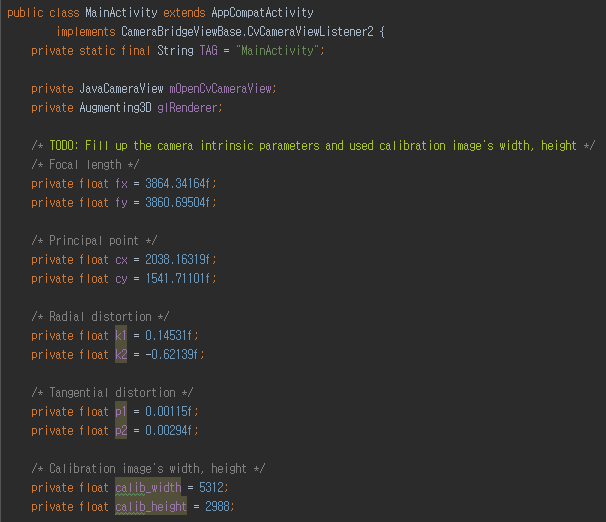 public class MainActivity extends AppCompatActivity
        implements CameraBridgeViewBase.CvCameraViewListener2 {
    private static final String TAG = "MainActivity";

    private JavaCameraView mOpenCvCameraView;
    private Augmenting3D glRenderer;

    /* TODO: Fill up the camera intrinsic parameters and used calibration image's width, height */
    /* Focal length */
    private float fx = 3864.34164f;
    private float fy = 3860.69504f;

    /* Principal point */
    private float cx = 2038.16319f;
    private float cy = 1541.71101f;

    /* Radial distortion */
    private float k1 = 0.14531f;
    private float k2 = -0.62139f;

    /* Tangential distortion */
    private float p1 = 0.00115f;
    private float p2 = 0.00294f;

    /* Calibration image's width, height */
    private float calib_width = 5312;
    private float calib_height = 2988;